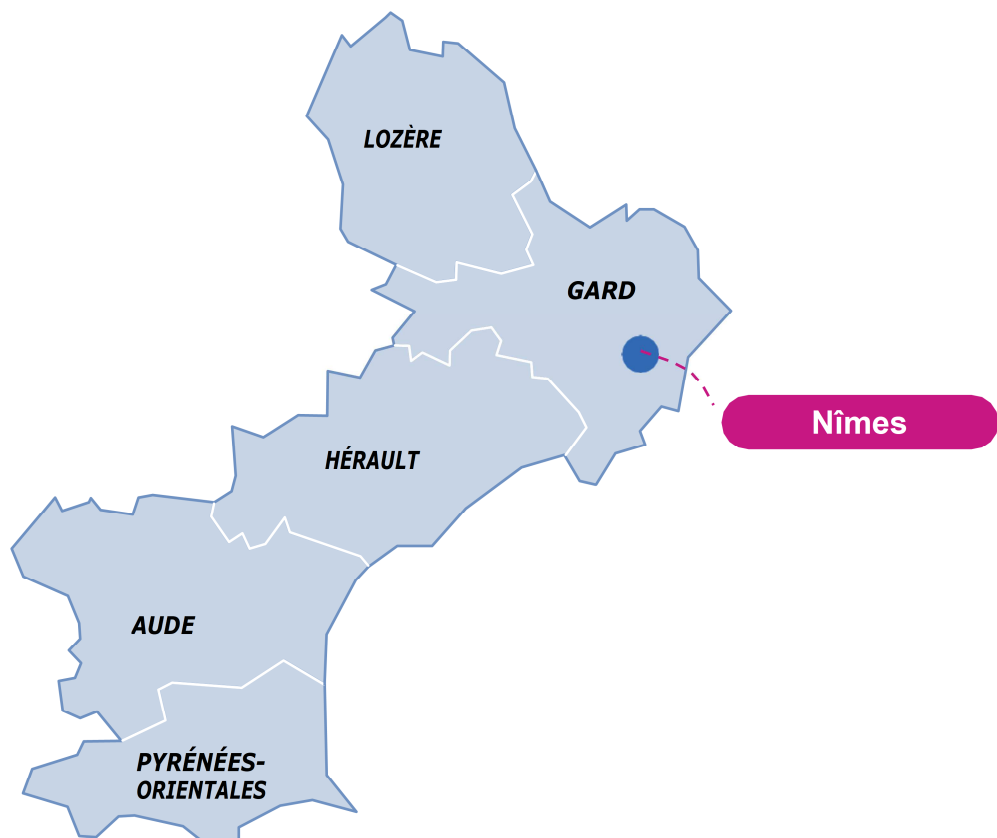 LOZÈRE
GARD
Nîmes
HÉRAULT
AUDE
PYRÉNÉES-
ORIENTALES